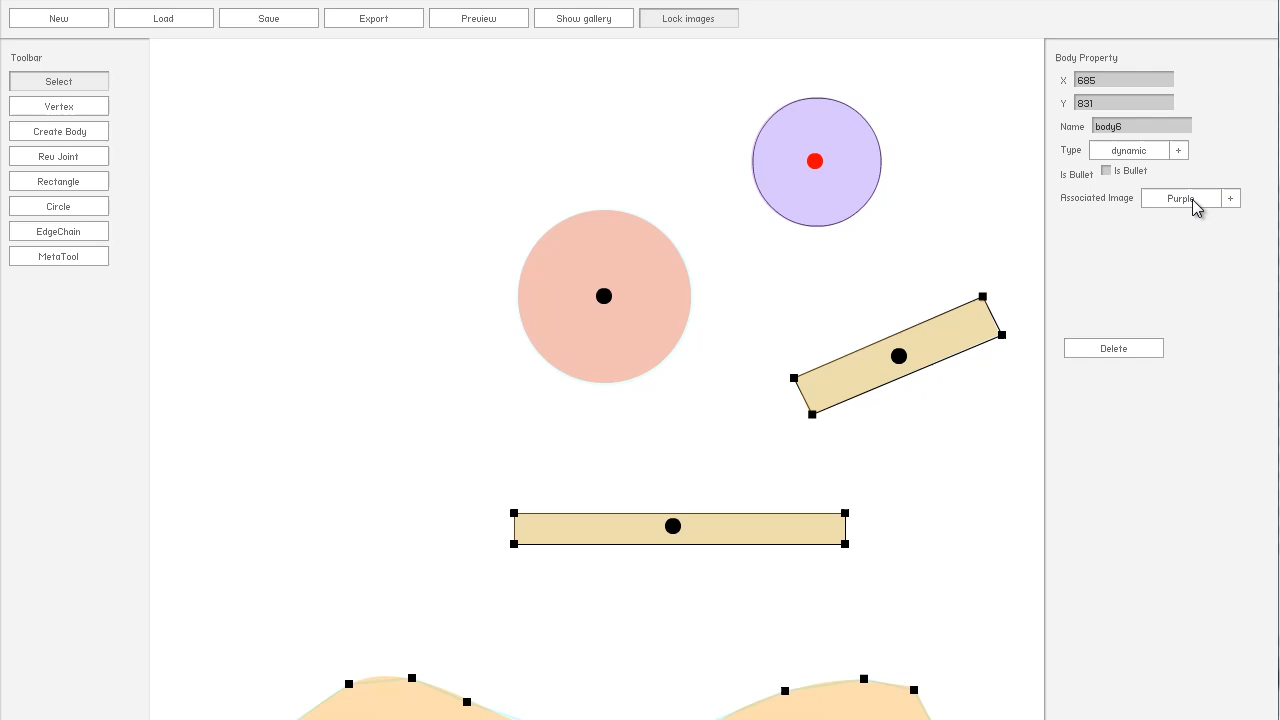 New Load Save Export Preview Show gallery Lock images
Toolbar
Select
Vertex
Create Body
Rev Joint
Rectangle
Circle
EdgeChain
MetaTool
Body Property
X 685
Y 831
Name body6
Type dynamic +
Is Bullet Is Bullet
Associated Image Purple +
Delete